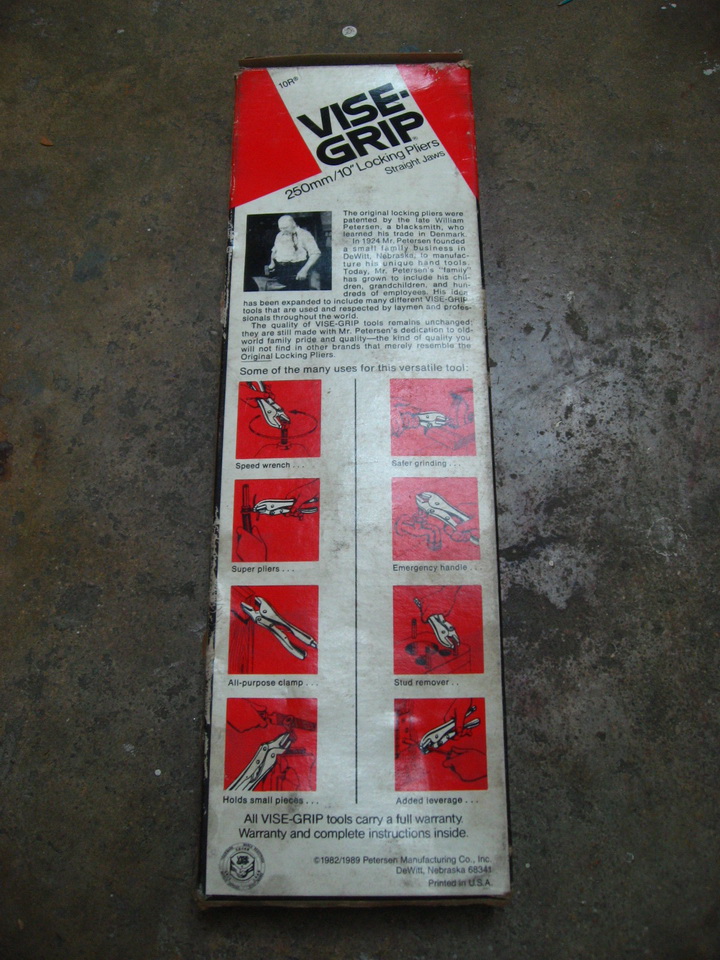 10R®
VISE-
GRIP®
250mm/10" Locking Pliers
Straight Jaws
The original locking pliers were
patented by the late William
Petersen, a blacksmith, who
learned his trade in Denmark.
In 1924 Mr. Petersen founded
a small family business in
DeWitt, Nebraska, to manufac-
ture his unique hand tools.
Today, Mr. Petersen's "family"
has grown to include his chil-
dren, grandchildren, and hun-
dreds of employees. His idea
has been expanded to include many different VISE-GRIP
tools that are used and respected by laymen and profes-
sionals throughout the world.
The quality of VISE-GRIP tools remains unchanged;
they are still made with Mr. Petersen's dedication to old-
world family pride and quality—the kind of quality you
will not find in other brands that merely resemble the
Original Locking Pliers.
Some of the many uses for this versatile tool:
Speed wrench . . .
Safer grinding . . .
Super pliers . . .
Emergency handle . . .
All-purpose clamp . . .
Stud remover . .
Holds small pieces . . .
Added leverage . . .
All VISE-GRIP tools carry a full warranty.
Warranty and complete instructions inside.
©1982/1989 Petersen Manufacturing Co., Inc.
DeWitt, Nebraska 68341
Printed in U.S.A.